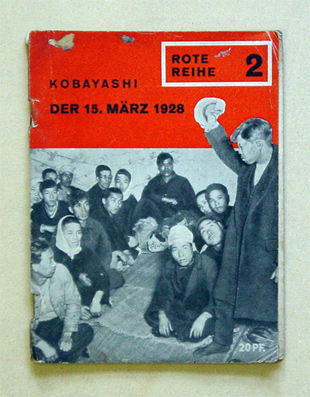 ROTE
REIHE 2
KOBAYASHI
DER 15. MÄRZ 1928
20 PF.